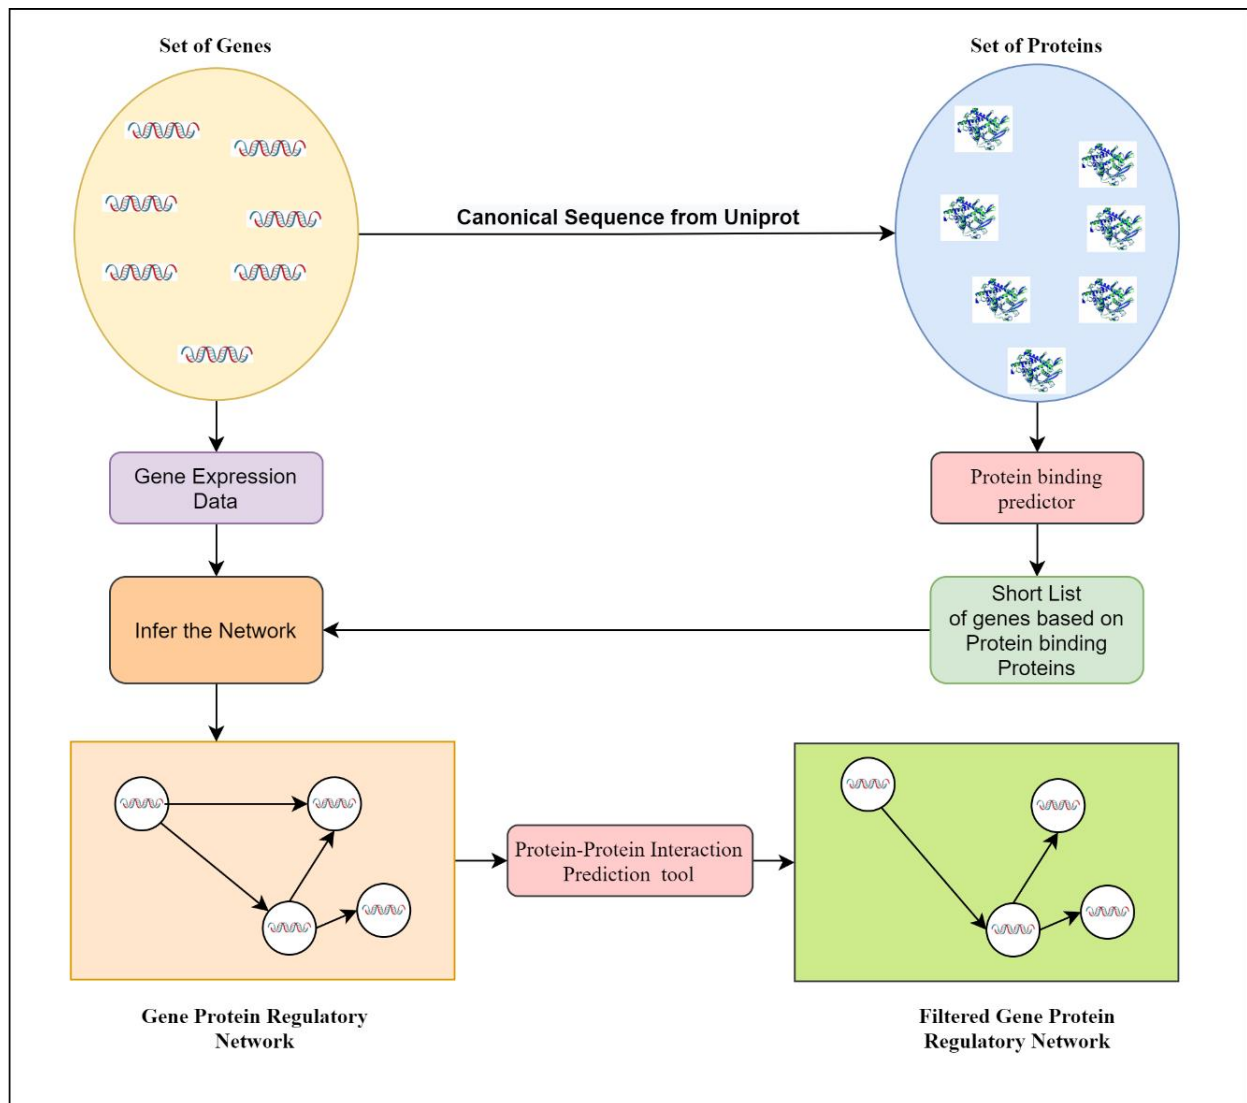 Set of Genes
Set of Proteins
Canonical Sequence from Uniprot
Gene Expression
Data
Protein binding
predictor
Infer the Network
Short List
of genes based on
Protein binding
Proteins
Protein-Protein Interaction
Prediction tool
Gene Protein Regulatory
Network
Filtered Gene Protein
Regulatory Network